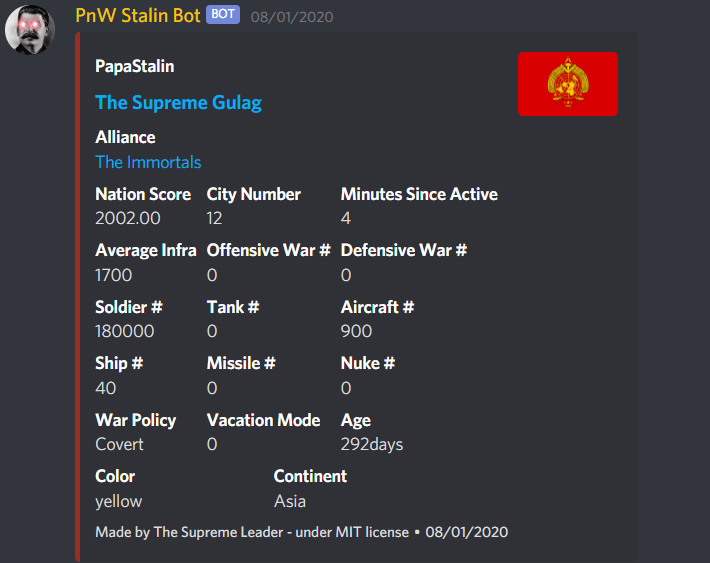 PnW Stalin Bot BOT 08/01/2020
PapaStalin
The Supreme Gulag
Alliance
The Immortals
Nation Score City Number Minutes Since Active
2002.00 12 4
Average Infra Offensive War # Defensive War #
1700 0 0
Soldier # Tank # Aircraft #
180000 0 900
Ship # Missile # Nuke #
40 0 0
War Policy Vacation Mode Age
Covert 0 292days
Color Continent
yellow Asia
Made by The Supreme Leader - under MIT license • 08/01/2020